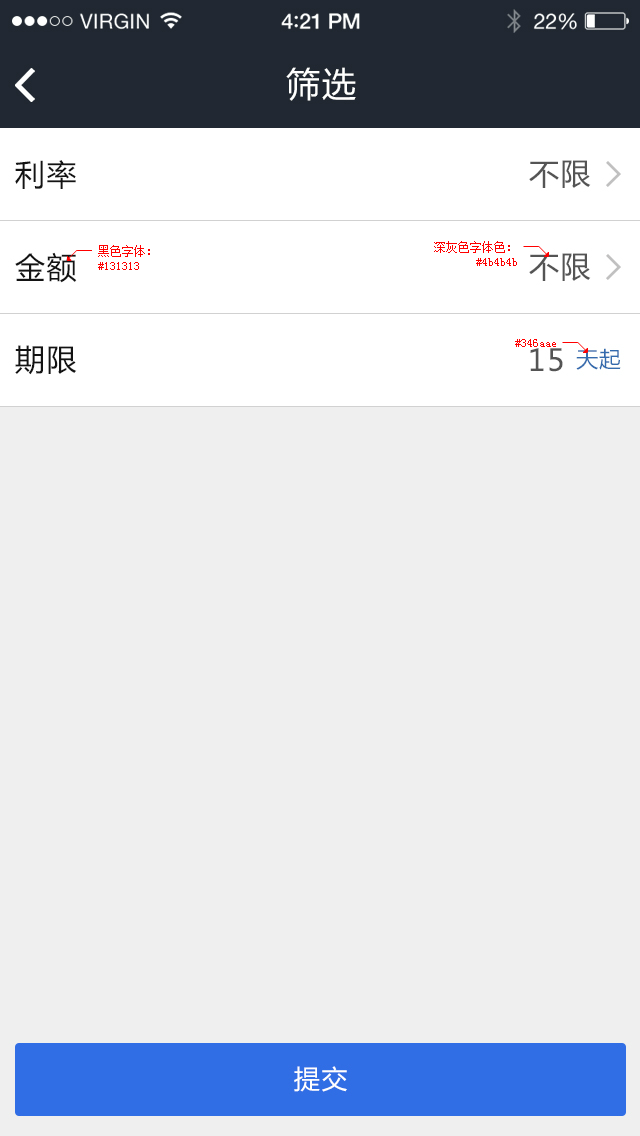 VIRGIN 4:21 PM 22%
筛选
利率 不限
金额 黑色字体: 深灰色字体色: 不限
#131313 #4b4b4b
期限 #346aae 15 天起
提交